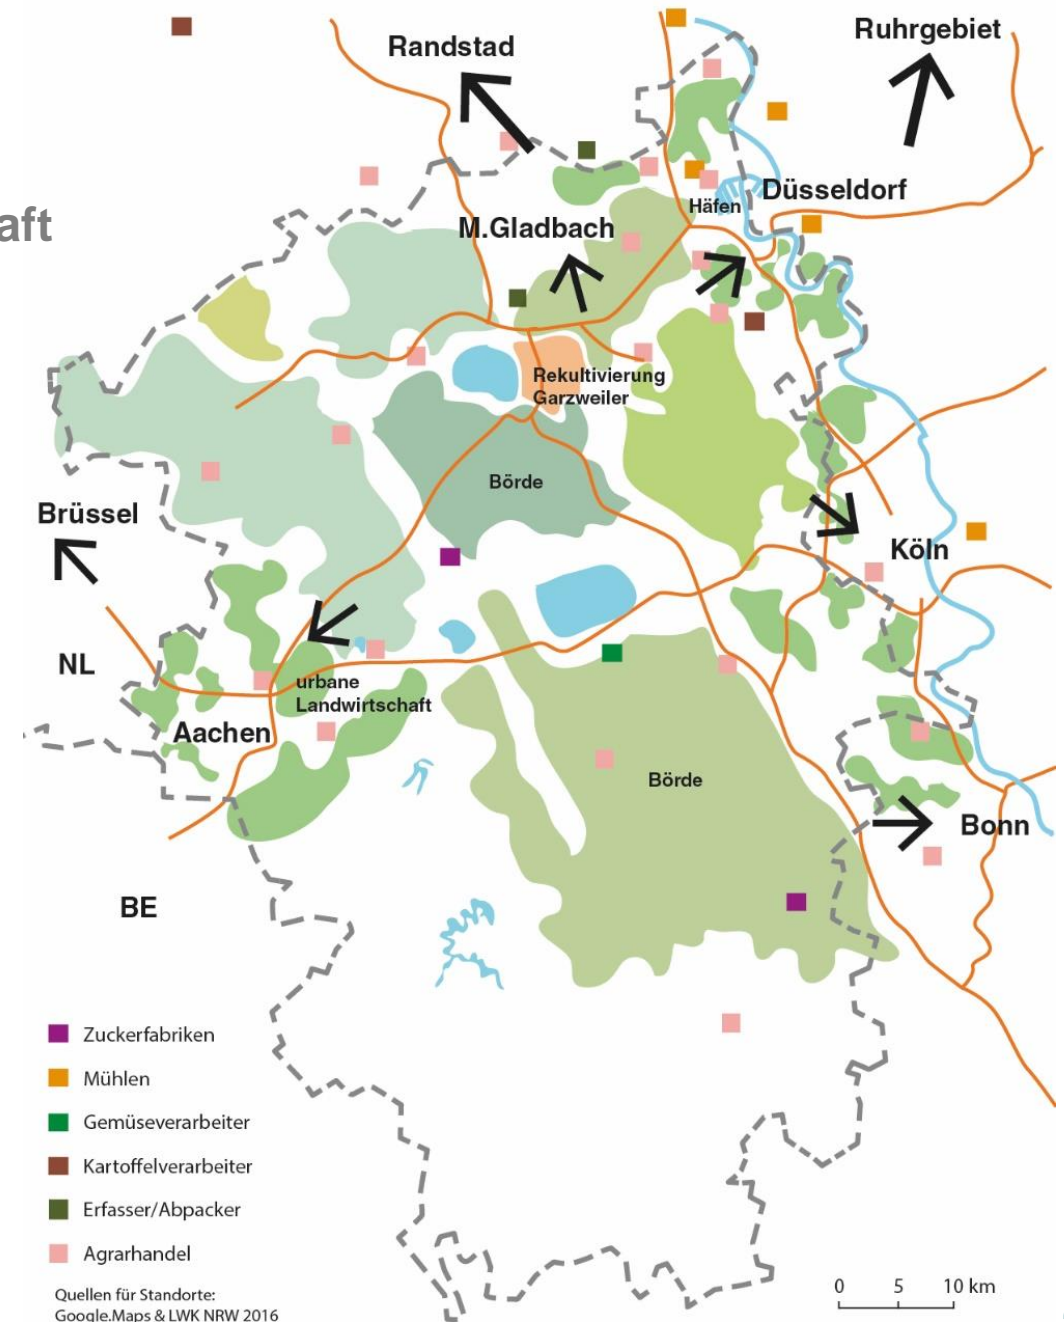 Randstad
Ruhrgebiet
aft
Düsseldorf
Häfen
M.Gladbach
Rekultivierung
Garzweiler
Börde
Brüssel
Köln
NL
urbane
Landwirtschaft
Aachen
Börde
Bonn
BE
Zuckerfabriken
Mühlen
Gemüseverarbeiter
Kartoffelverarbeiter
Erfasser/Abpacker
Agrarhandel
Quellen für Standorte:
Google.Maps & LWK NRW 2016
0 5 10 km